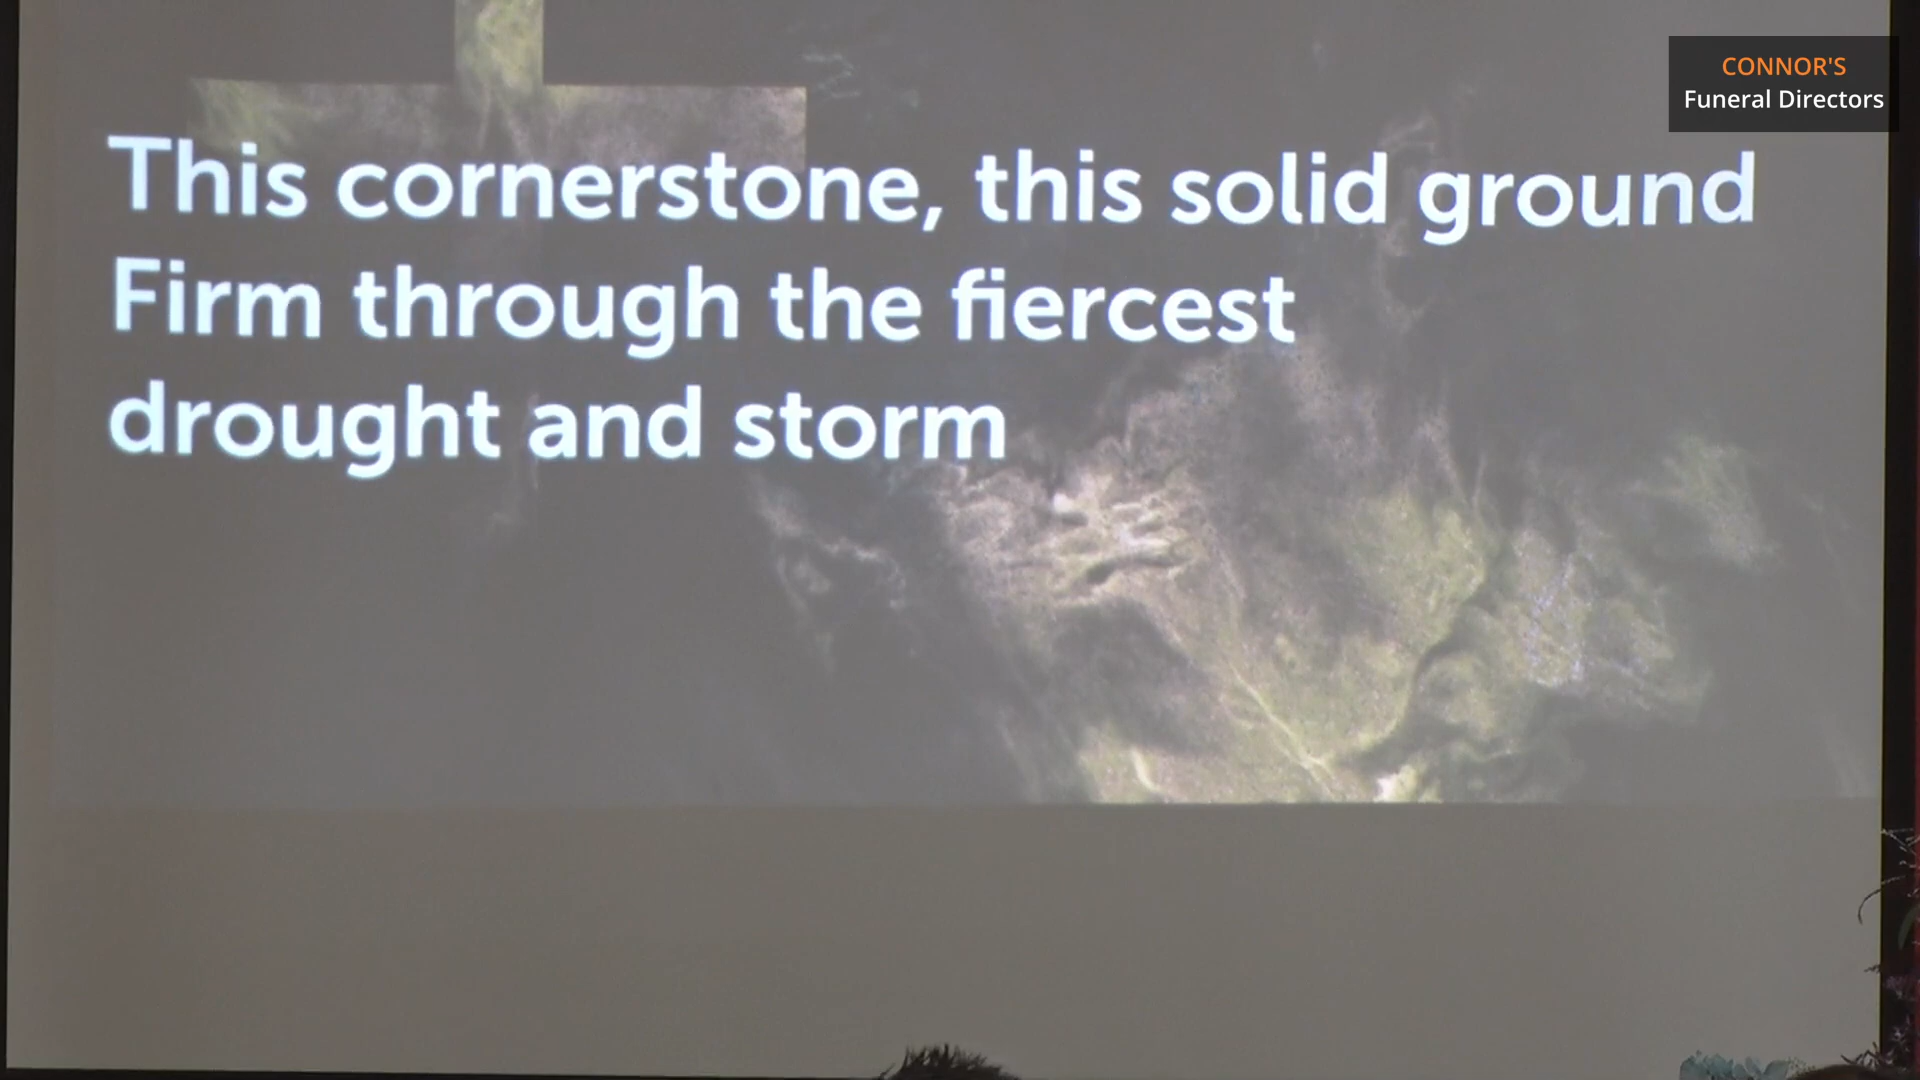 CONNOR'S
Funeral Directors
This cornerstone, this solid ground
Firm through the fiercest
drought and storm